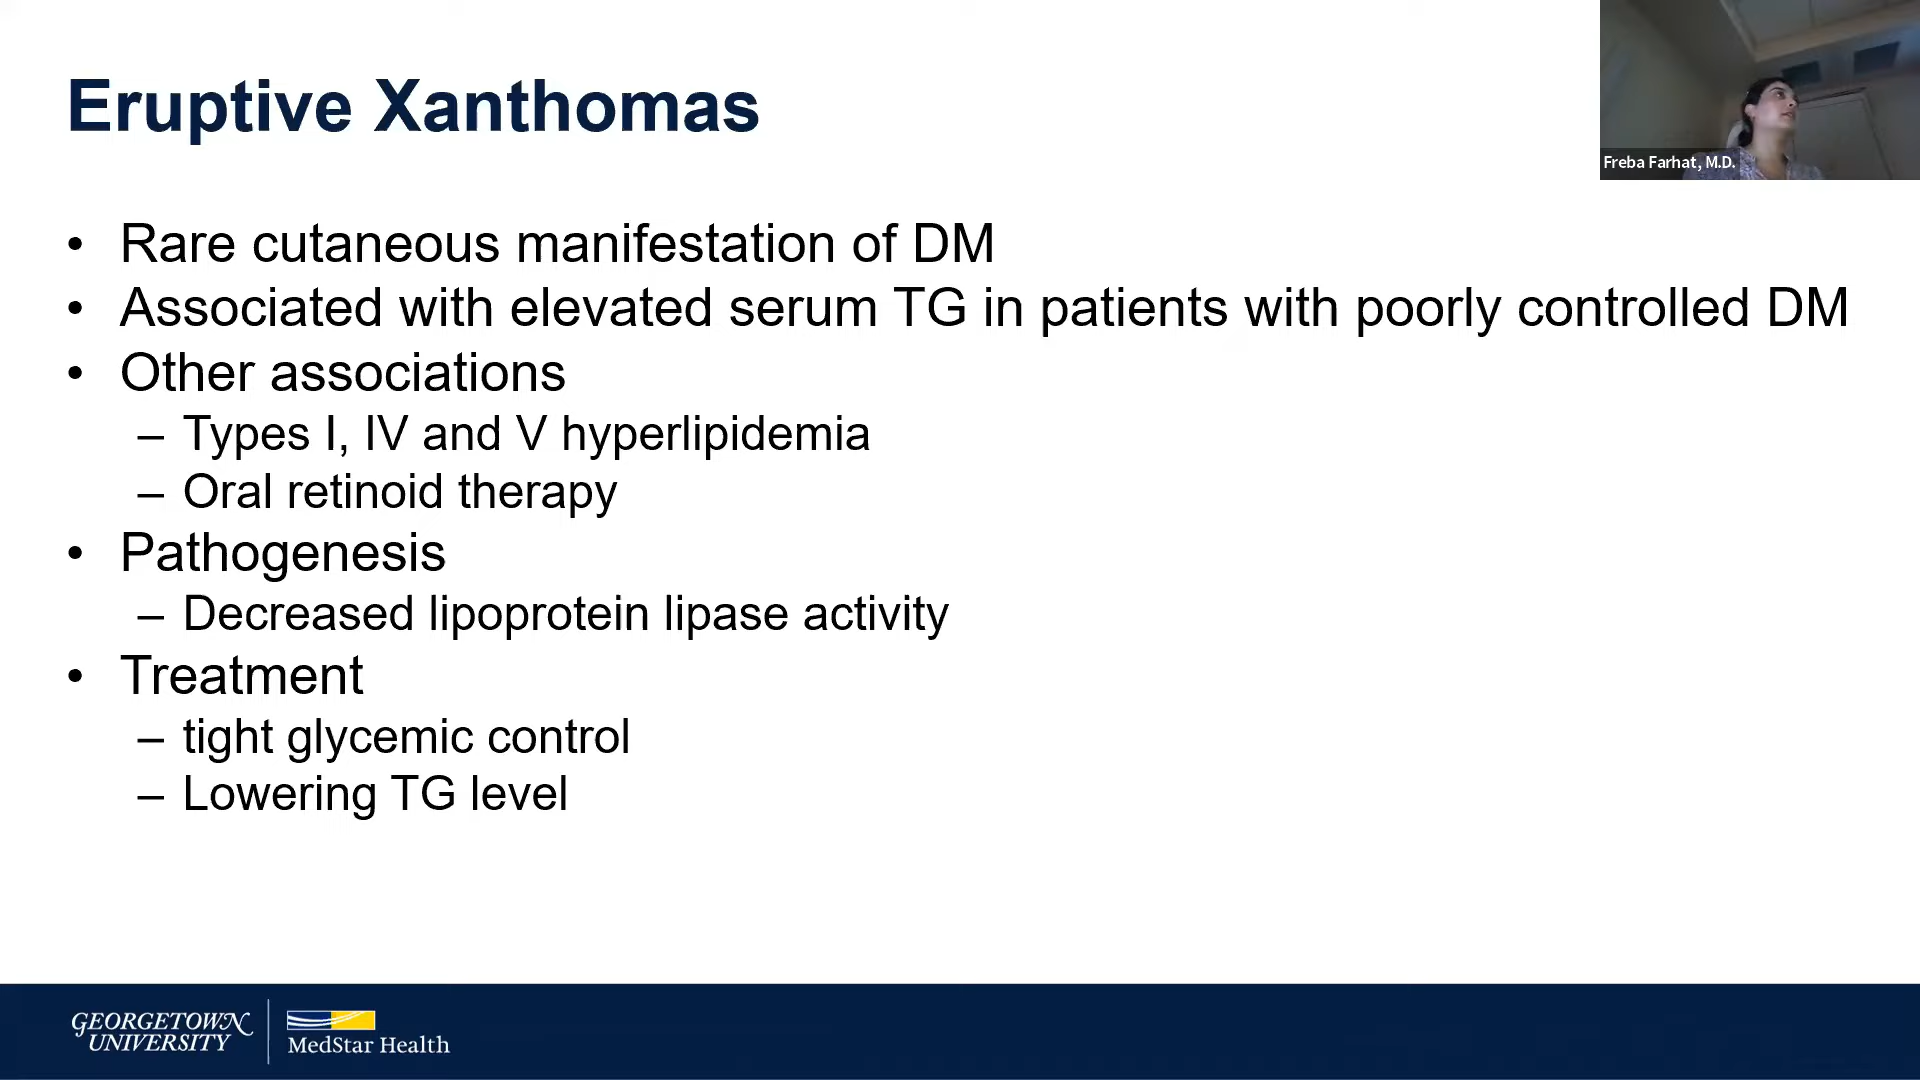 Eruptive Xanthomas
Freba Farhat, M.D.
• Rare cutaneous manifestation of DM
• Associated with elevated serum TG in patients with poorly controlled DM
• Other associations
– Types I, IV and V hyperlipidemia
– Oral retinoid therapy
• Pathogenesis
– Decreased lipoprotein lipase activity
• Treatment
– tight glycemic control
– Lowering TG level
GEORGETOWN
UNIVERSITY
MedStar Health